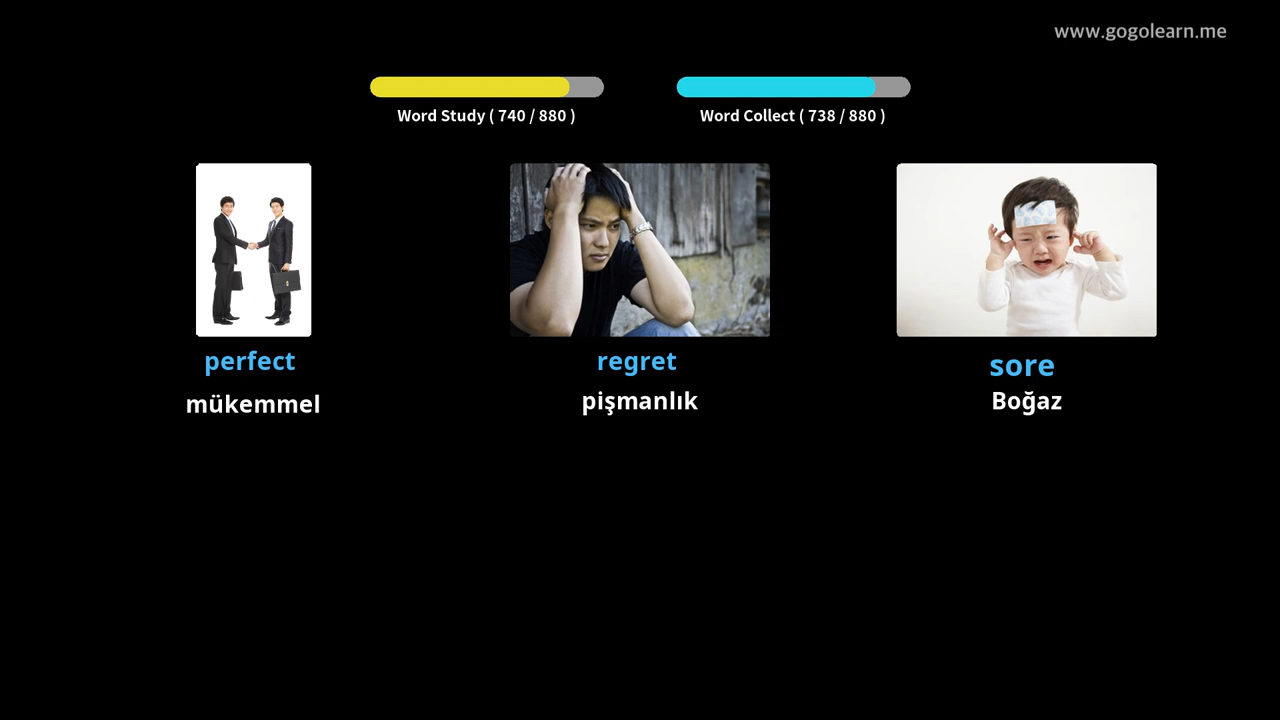 www.gogolearn.me
Word Study ( 740 / 880 )
Word Collect ( 738 / 880 )
perfect
regret
sore
mükemmel
pişmanlık
Boğaz